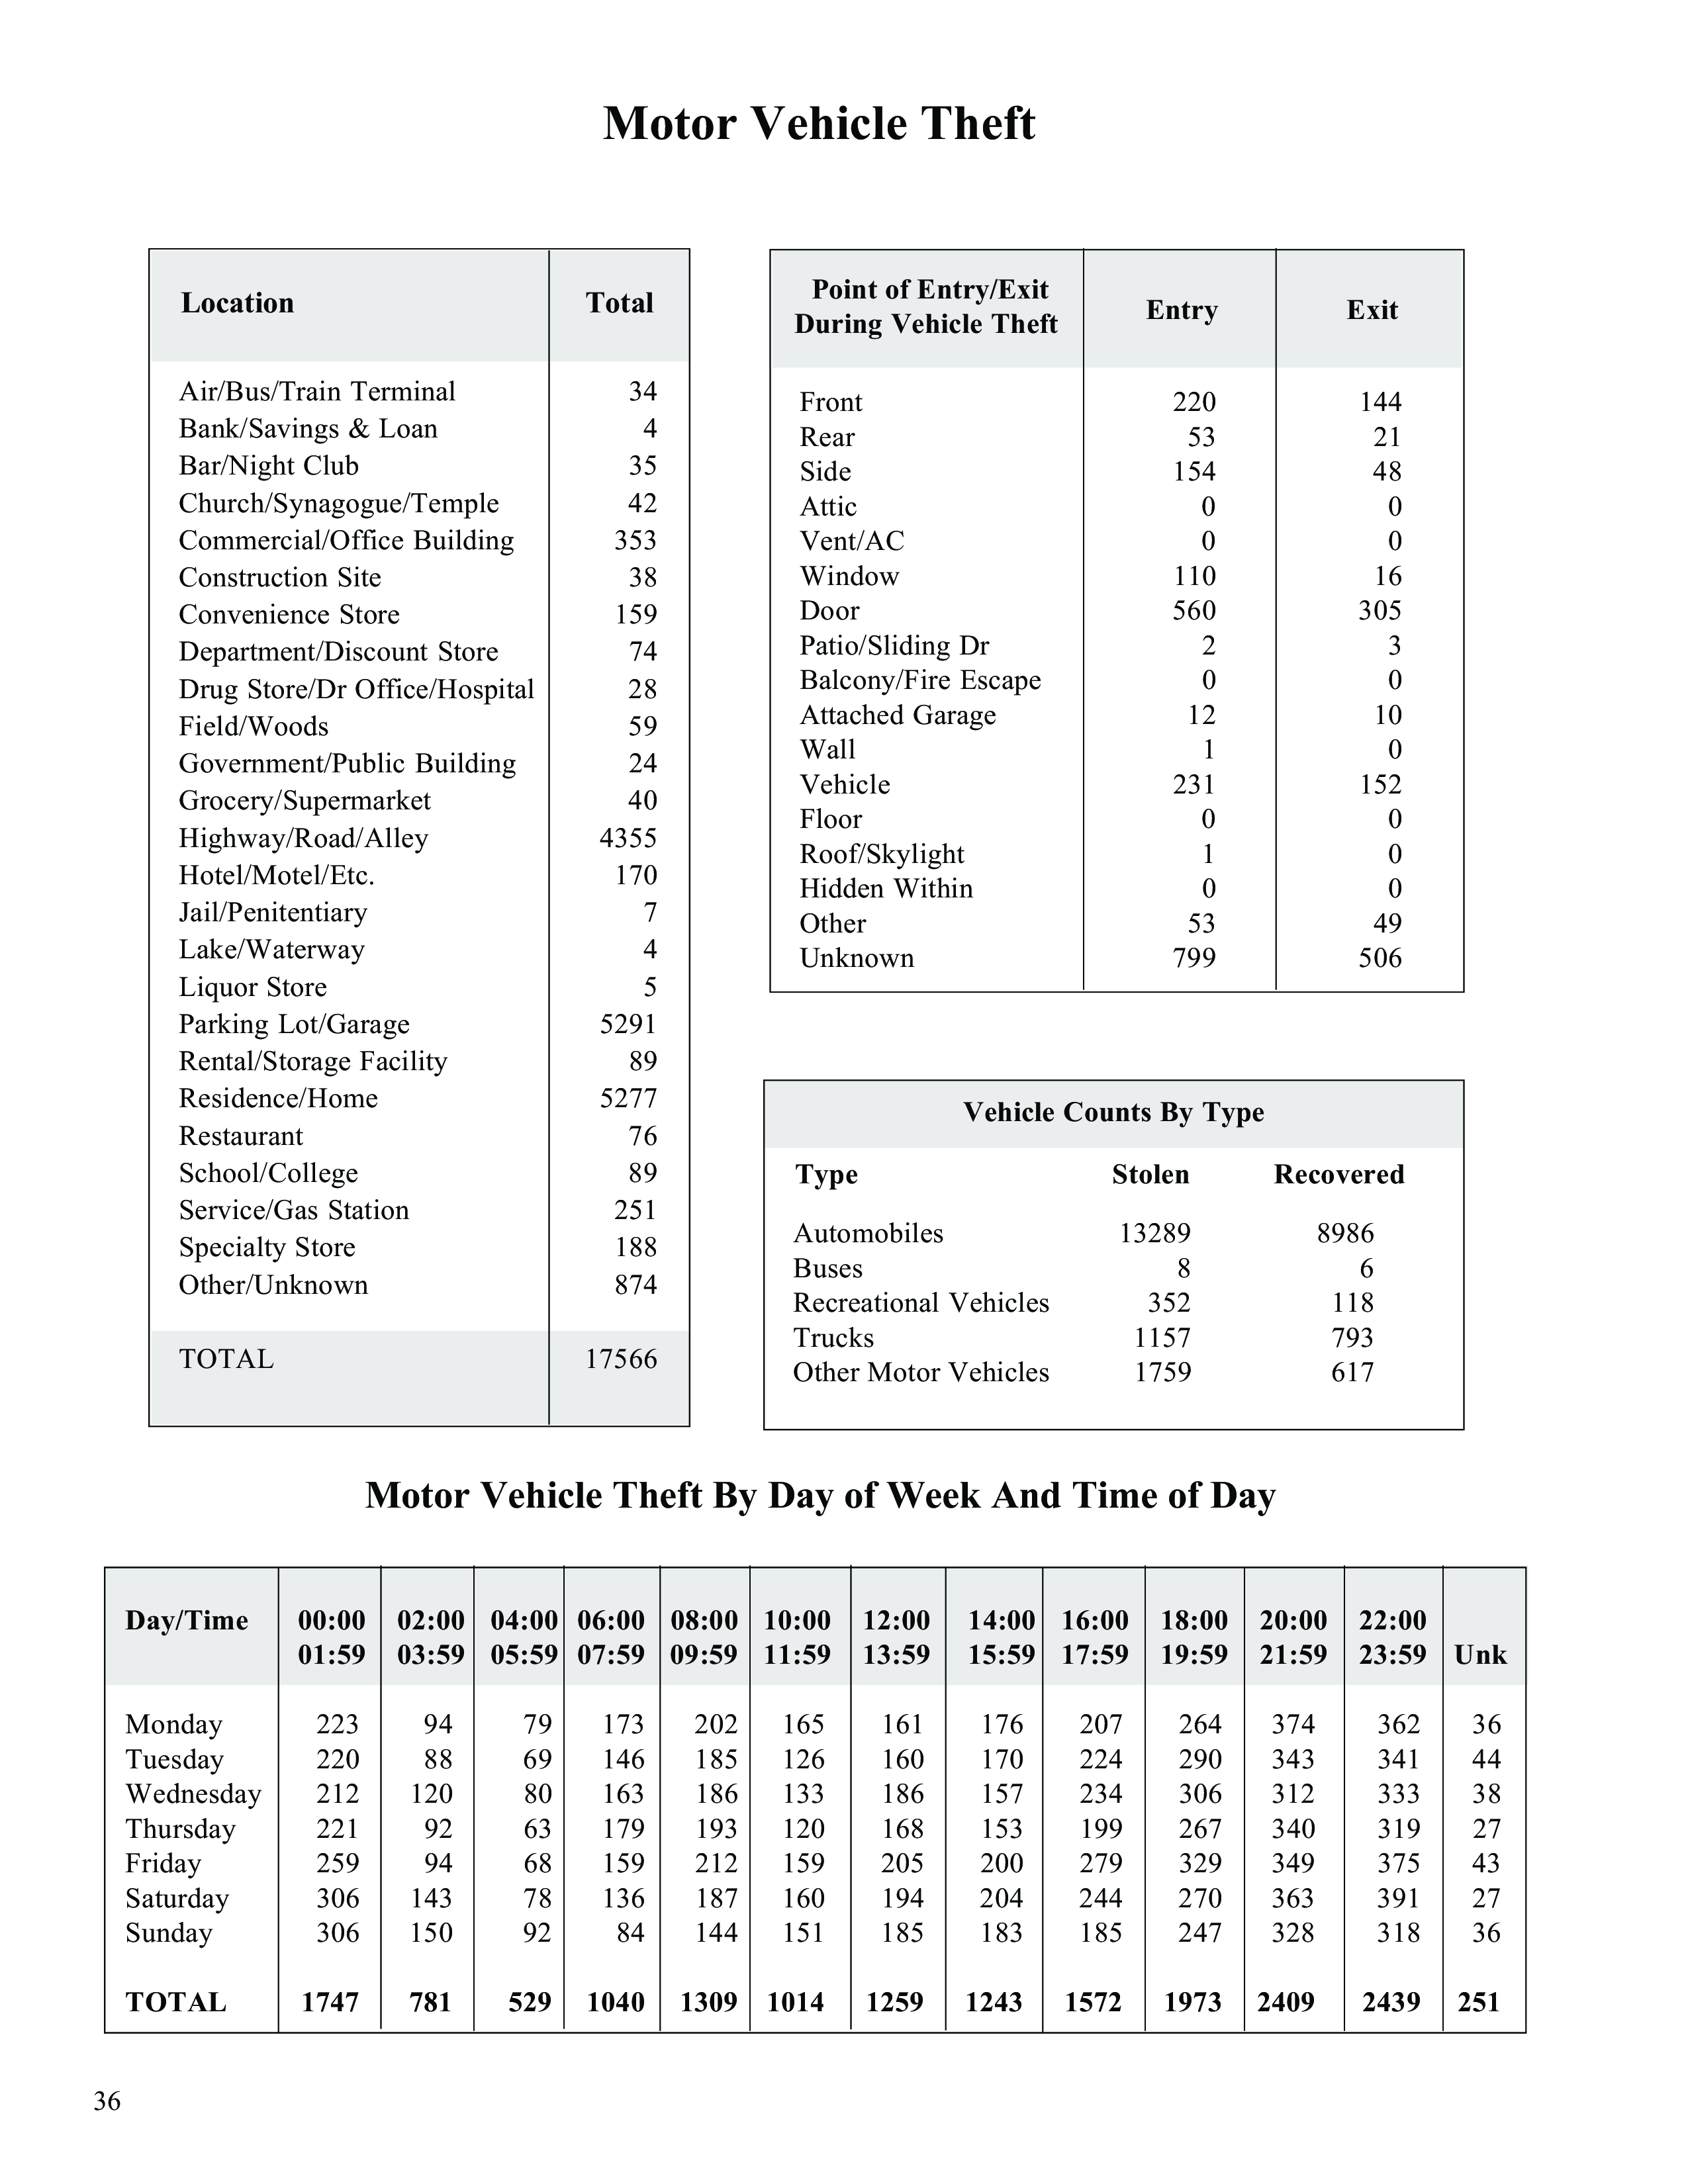 Motor Vehicle Theft
Location Total
Air/Bus/Train Terminal 34
Bank/Savings & Loan 4
Bar/Night Club 35
Church/Synagogue/Temple 42
Commercial/Office Building 353
Construction Site 38
Convenience Store 159
Department/Discount Store 74
Drug Store/Dr Office/Hospital 28
Field/Woods 59
Government/Public Building 24
Grocery/Supermarket 40
Highway/Road/Alley 4355
Hotel/Motel/Etc. 170
Jail/Penitentiary 7
Lake/Waterway 4
Liquor Store 5
Parking Lot/Garage 5291
Rental/Storage Facility 89
Residence/Home 5277
Restaurant 76
School/College 89
Service/Gas Station 251
Specialty Store 188
Other/Unknown 874
TOTAL 17566
Point of Entry/Exit
During Vehicle Theft Entry Exit
Front 220 144
Rear 53 21
Side 154 48
Attic 0 0
Vent/AC 0 0
Window 110 16
Door 560 305
Patio/Sliding Dr 2 3
Balcony/Fire Escape 0 0
Attached Garage 12 10
Wall 1 0
Vehicle 231 152
Floor 0 0
Roof/Skylight 1 0
Hidden Within 0 0
Other 53 49
Unknown 799 506
Vehicle Counts By Type
Type Stolen Recovered
Automobiles 13289 8986
Buses 8 6
Recreational Vehicles 352 118
Trucks 1157 793
Other Motor Vehicles 1759 617
Motor Vehicle Theft By Day of Week And Time of Day
Day/Time 00:00 02:00 04:00 06:00 08:00 10:00 12:00 14:00 16:00 18:00 20:00 22:00
01:59 03:59 05:59 07:59 09:59 11:59 13:59 15:59 17:59 19:59 21:59 23:59 Unk
Monday 223 94 79 173 202 165 161 176 207 264 374 362 36
Tuesday 220 88 69 146 185 126 160 170 224 290 343 341 44
Wednesday 212 120 80 163 186 133 186 157 234 306 312 333 38
Thursday 221 92 63 179 193 120 168 153 199 267 340 319 27
Friday 259 94 68 159 212 159 205 200 279 329 349 375 43
Saturday 306 143 78 136 187 160 194 204 244 270 363 391 27
Sunday 306 150 92 84 144 151 185 183 185 247 328 318 36
TOTAL 1747 781 529 1040 1309 1014 1259 1243 1572 1973 2409 2439 251
36